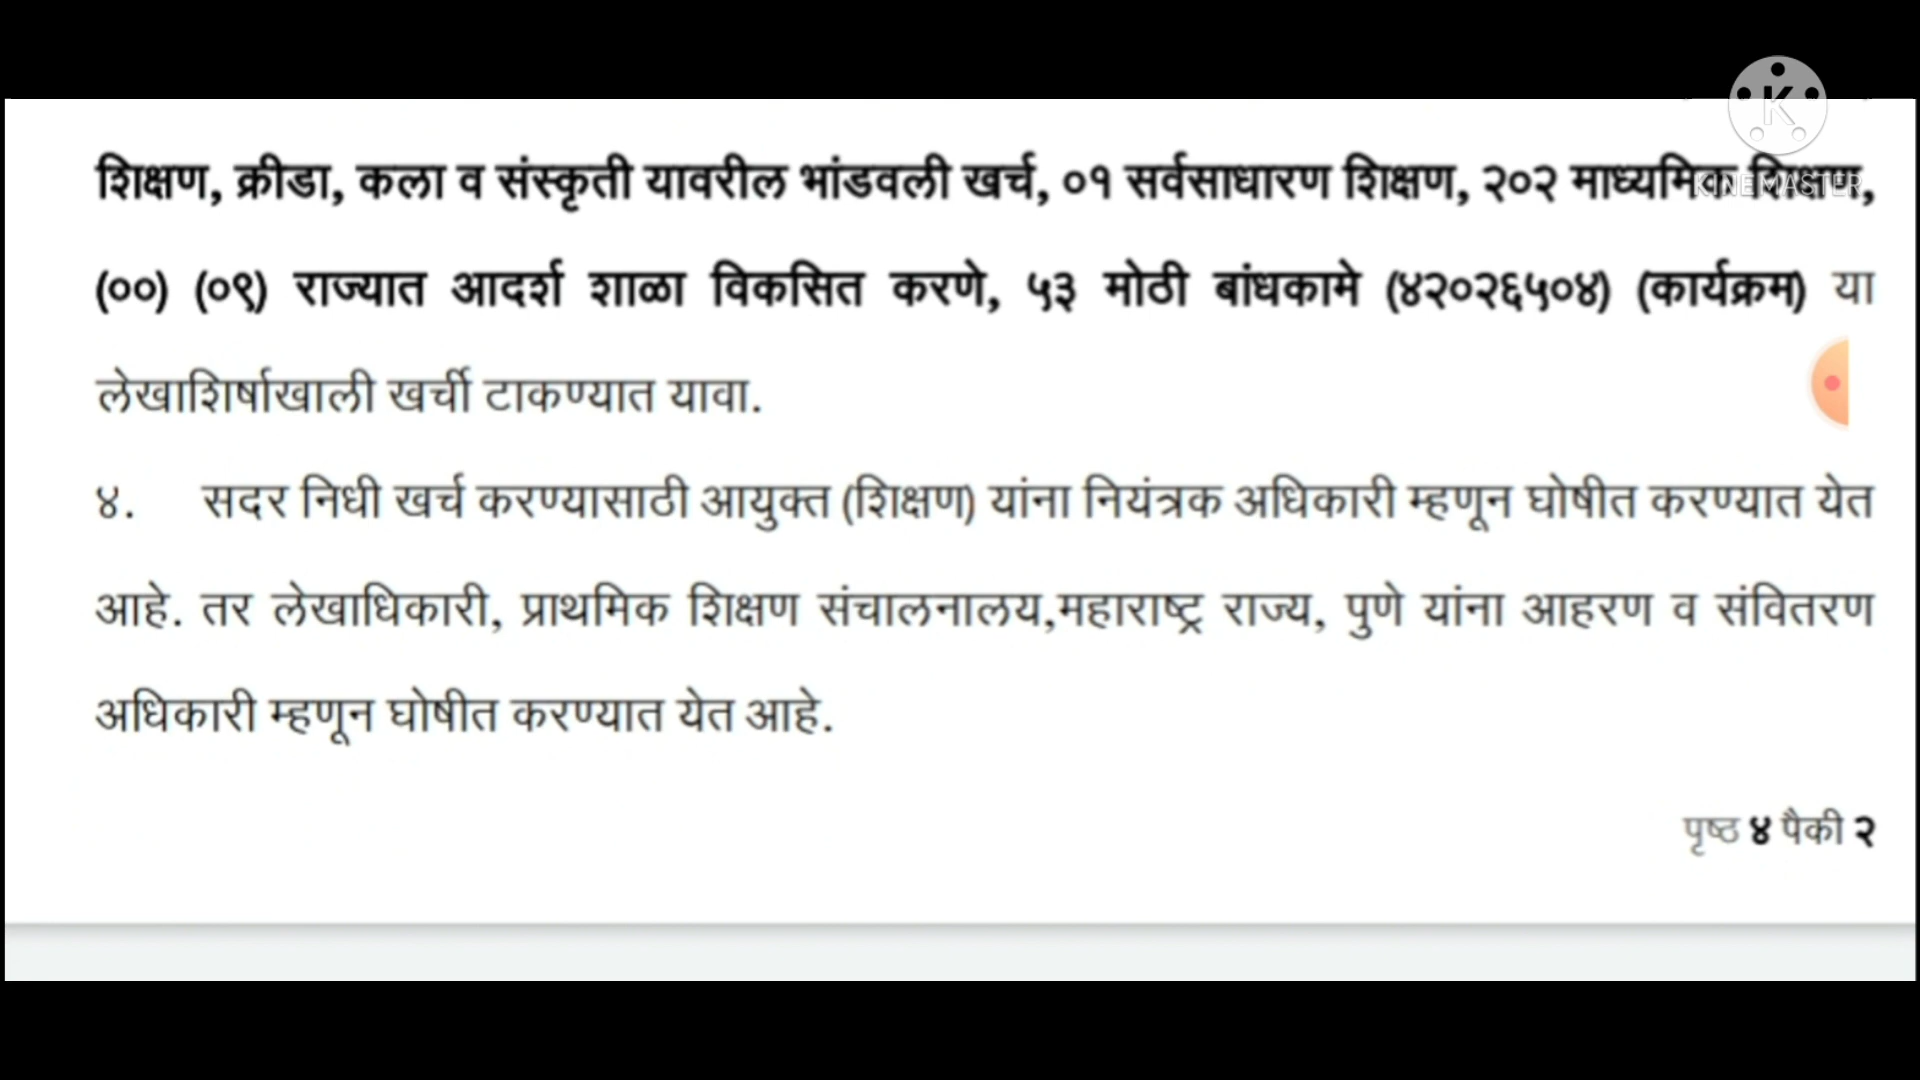 शिक्षण, क्रीडा, कला व संस्कृती यावरील भांडवली खर्च, ०१ सर्वसाधारण शिक्षण, २०२ माध्यमिक शिक्षण,
(००) (०९) राज्यात आदर्श शाळा विकसित करणे, ५३ मोठी बांधकामे (४२०२६५०४) (कार्यक्रम) या
लेखाशिर्षाखाली खर्ची टाकण्यात यावा.
४. सदर निधी खर्च करण्यासाठी आयुक्त (शिक्षण) यांना नियंत्रक अधिकारी म्हणून घोषीत करण्यात येत
आहे. तर लेखाधिकारी, प्राथमिक शिक्षण संचालनालय,महाराष्ट्र राज्य, पुणे यांना आहरण व संवितरण
अधिकारी म्हणून घोषीत करण्यात येत आहे.
पृष्ठ ४ पैकी २
K
KINEMASTER